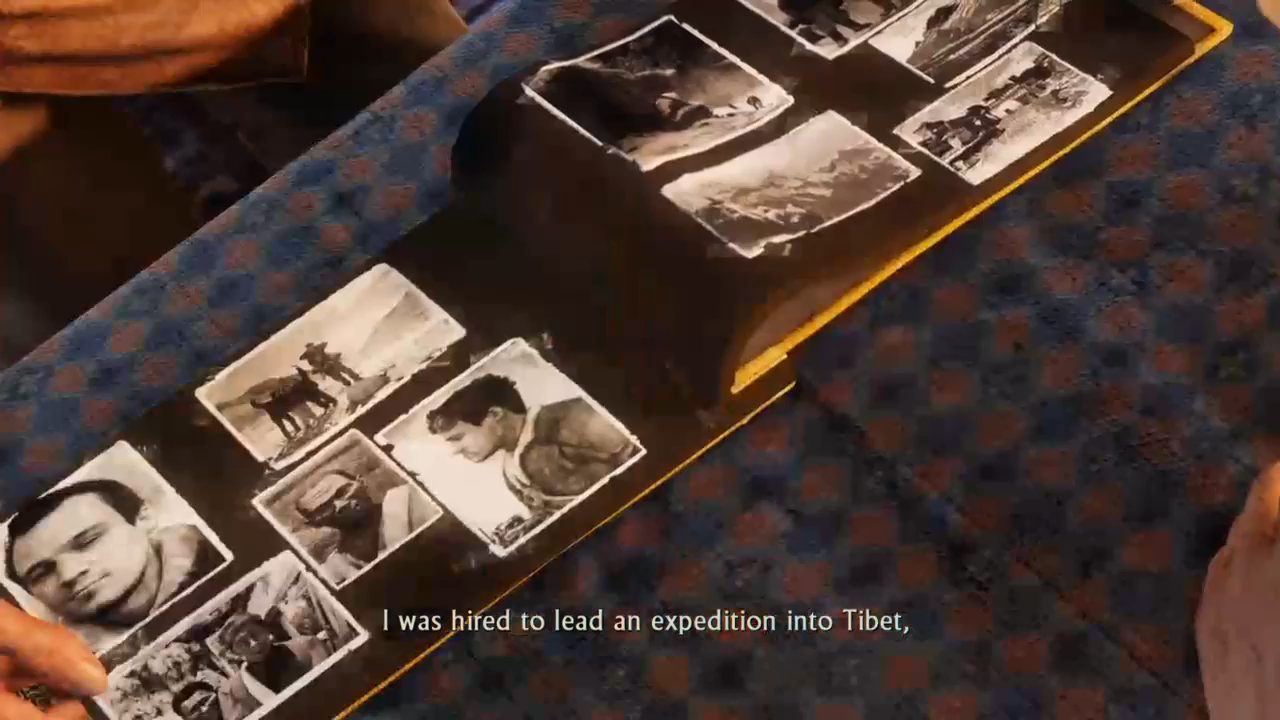 I was hired to lead an expedition into Tibet,